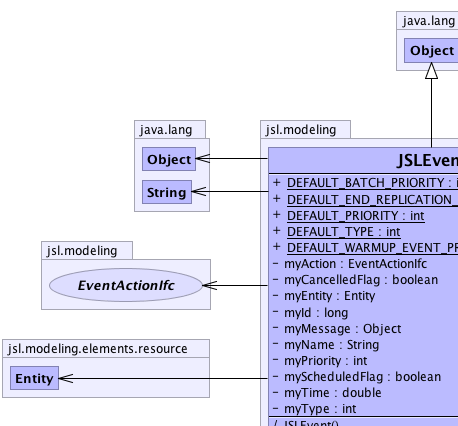 java.lang
Object
java.lang
Object
String
jsl.modeling
EventActionIfc
jsl.modeling.elements.resource
Entity
jsl.modeling
JSLEven
+ DEFAULT_BATCH_PRIORITY : i
+ DEFAULT_END_REPLICATION_
+ DEFAULT_PRIORITY : int
+ DEFAULT_TYPE : int
+ DEFAULT_WARMUP_EVENT_PR
- myAction : EventActionIfc
- myCancelledFlag : boolean
- myEntity : Entity
- myId : long
- myMessage : Object
- myName : String
- myPriority : int
- myScheduledFlag : boolean
- myTime : double
- myType : int
/ JSLEvent()